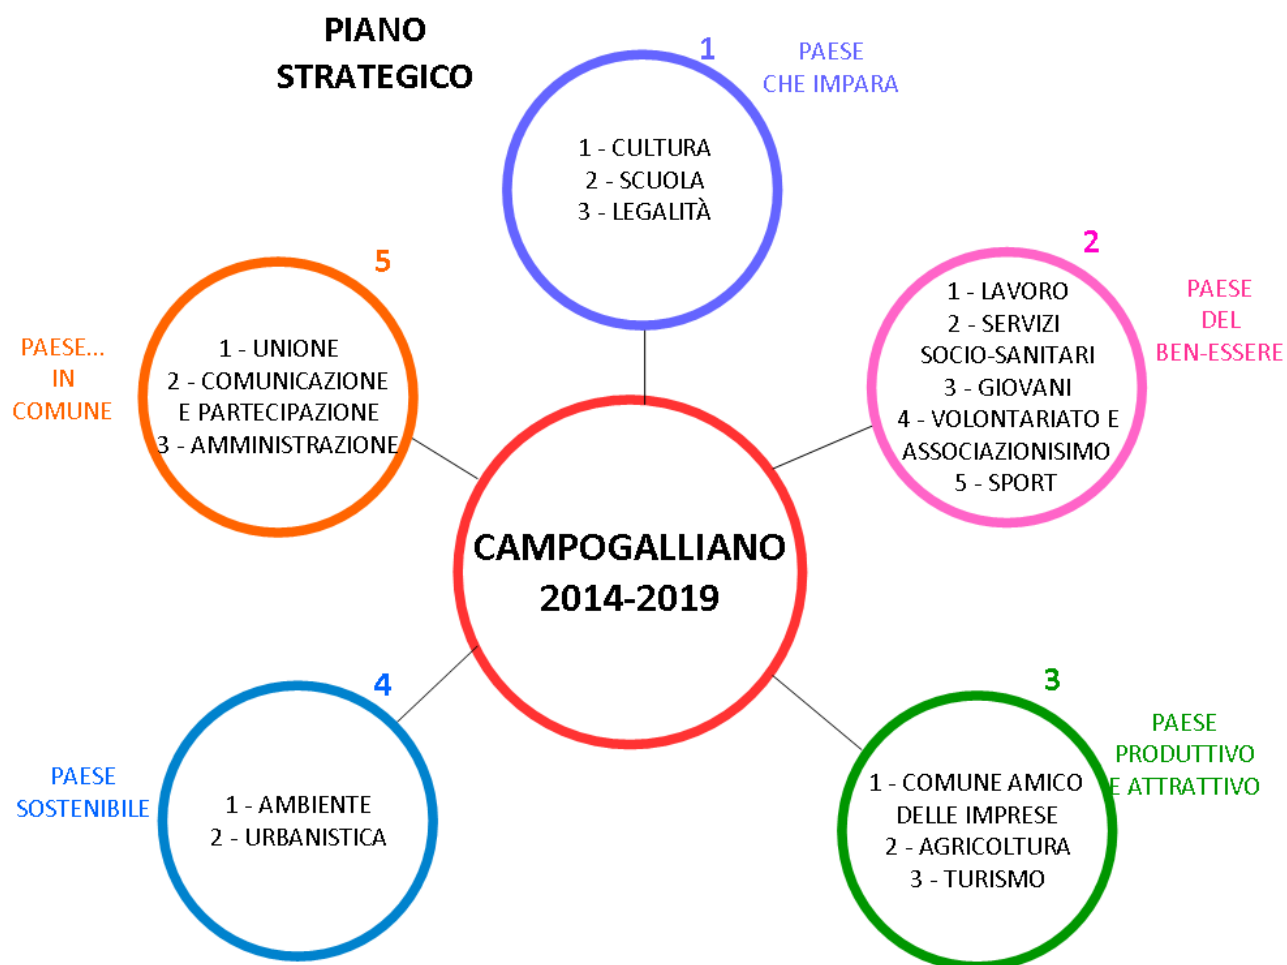 PIANO
STRATEGICO
1
PAESE
CHE IMPARA
1 - CULTURA
2 - SCUOLA
3 - LEGALITÀ
2
PAESE
DEL
BEN-ESSERE
1 - LAVORO
2 - SERVIZI
SOCIO-SANITARI
3 - GIOVANI
4 - VOLONTARIATO E
ASSOCIAZIONISIMO
5 - SPORT
5
PAESE...
IN
COMUNE
1 - UNIONE
2 - COMUNICAZIONE
E PARTECIPAZIONE
3 - AMMINISTRAZIONE
CAMPOGALLIANO
2014-2019
4
PAESE
SOSTENIBILE
1 - AMBIENTE
2 - URBANISTICA
3
PAESE
PRODUTTIVO
E ATTRATTIVO
1 - COMUNE AMICO
DELLE IMPRESE
2 - AGRICOLTURA
3 - TURISMO